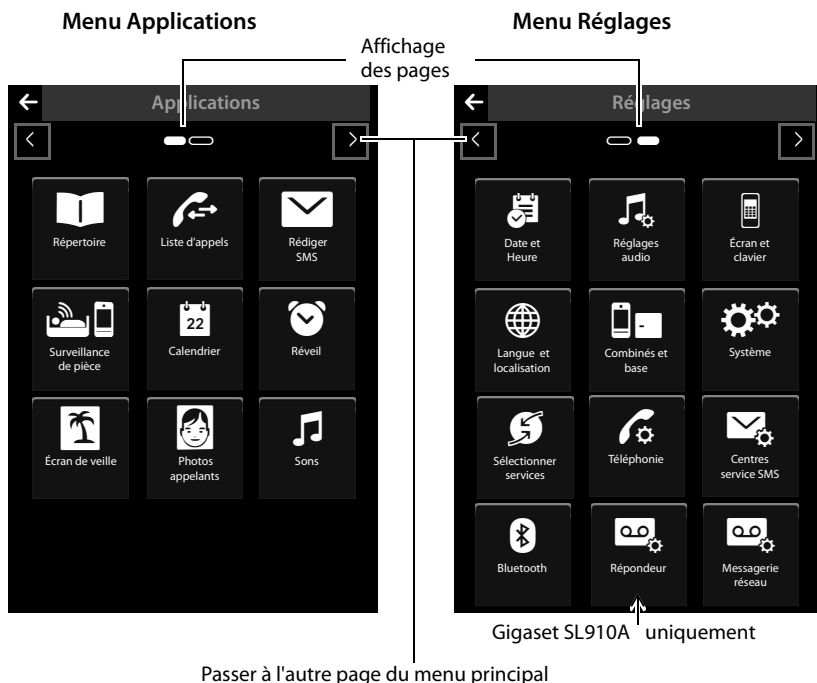 Menu Applications
Menu Réglages
Affichage
des pages
Applications
Répertoire
Liste d'appels
Rédiger
SMS
Surveillance
de pièce
22
Calendrier
Réveil
Écran de veille
Photos
appelants
Sons
Réglages
Date et
Heure
Réglages
audio
Écran et
clavier
Langue et
localisation
Combinés et
base
Système
Sélectionner
services
Téléphonie
Centres
service SMS
Bluetooth
Répondeur
Messagerie
réseau
Gigaset SL910A uniquement
Passer à l'autre page du menu principal